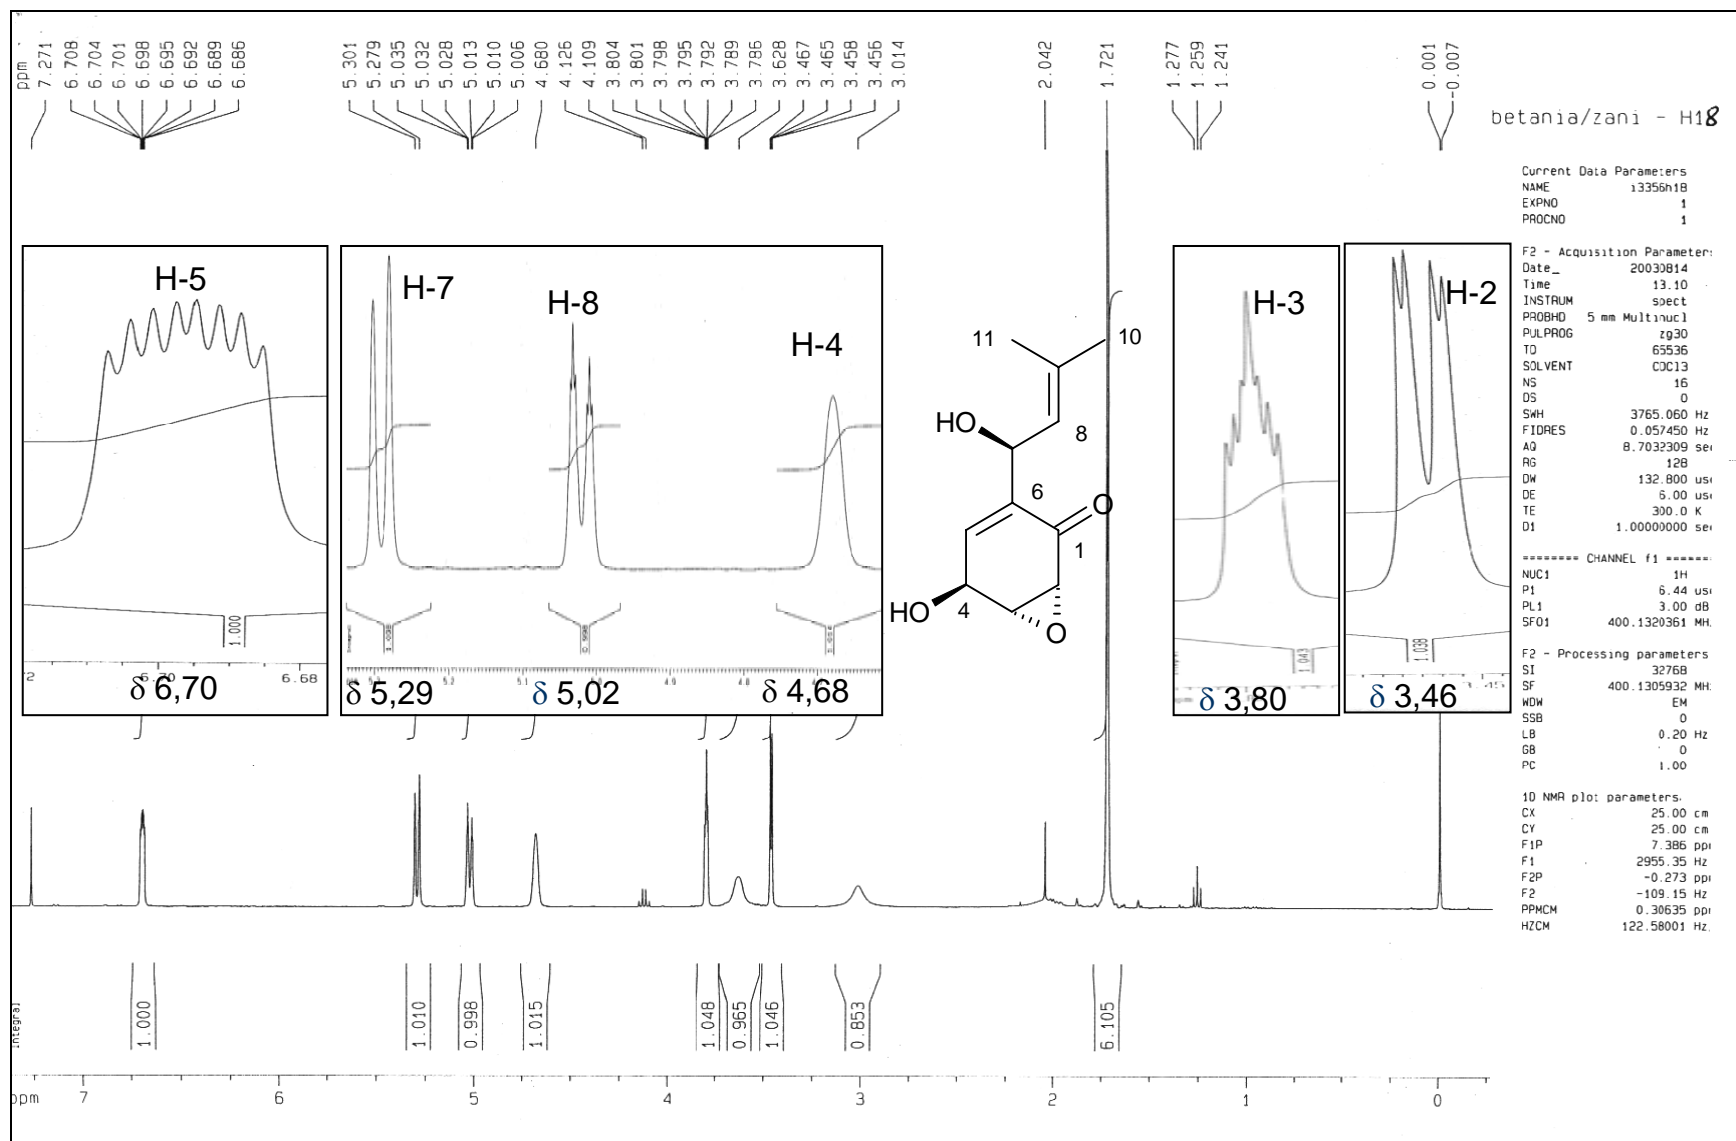 ppm
7.271
6.708
6.704
6.701
6.698
6.695
6.692
6.689
6.686
5.301
5.279
5.035
5.032
5.028
5.013
5.010
5.006
4.680
4.126
4.109
3.804
3.801
3.798
3.795
3.792
3.789
3.786
3.628
3.467
3.465
3.458
3.456
3.014
2.042
1.721
1.277
1.259
1.241
0.001
-0.007
betania/zani - H18
H-5
1.000
6.68
δ 6,70
H-7
H-8
H-4
δ 5,29
δ 5,02
δ 4,68
11
10
HO
8
6
O
1
HO
4
O
H-3
1.043
δ 3,80
H-2
1.038
δ 3,46
Current Data Parameters
NAME i3356h18
EXPNO 1
PROCNO 1
F2 - Acquisition Parameters
Date_ 20030814
Time 13.10
INSTRUM spect
PROBHD 5 mm Multinucl
PULPROG zg30
TD 65536
SOLVENT CDCl3
NS 16
DS 0
SWH 3765.060 Hz
FIDRES 0.057450 Hz
AQ 8.7032309 sec
RG 128
DW 132.800 use
DE 6.00 use
TE 300.0 K
D1 1.00000000 sec
======== CHANNEL f1 ======
NUC1 1H
P1 6.44 use
PL1 3.00 dB
SFO1 400.1320361 MH
F2 - Processing parameters
SI 32768
SF 400.1305932 MH
WDW EM
SSB 0
LB 0.20 Hz
GB 0
PC 1.00
1D NMR plot parameters
CX 25.00 cm
CY 25.00 cm
F1P 7.386 ppm
F1 2955.35 Hz
F2P -0.273 ppm
F2 -109.15 Hz
PPMCM 0.30635 ppm
HZCM 122.58001 Hz
Integral
1.000
1.010
0.998
1.015
1.048
0.965
1.046
0.853
6.105
ppm 7 6 5 4 3 2 1 0